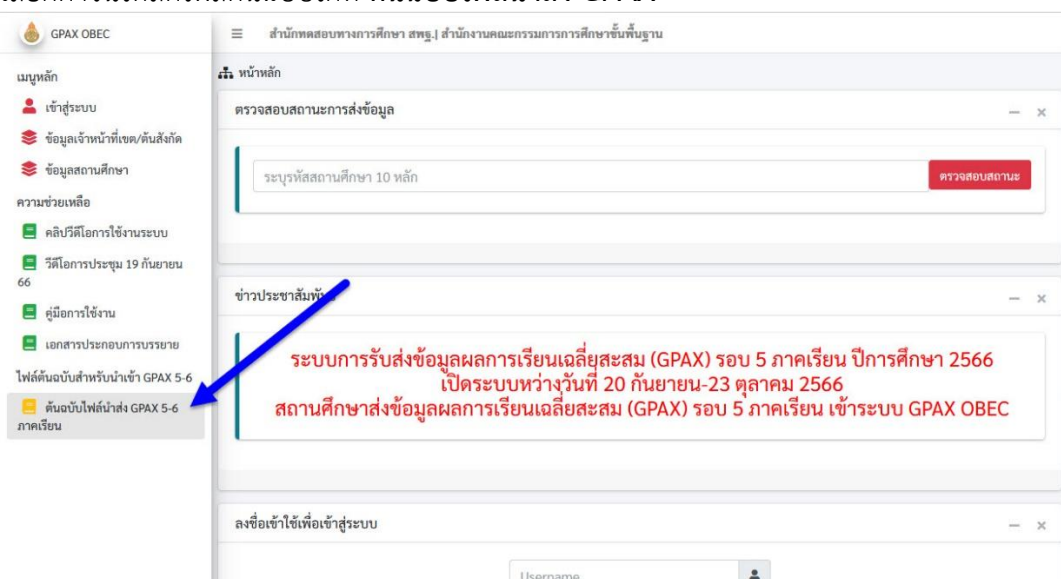 GPAX OBEC
สำนักทดสอบทางการศึกษา สพฐ.| สำนักงานคณะกรรมการการศึกษาขั้นพื้นฐาน
เมนูหลัก
เข้าสู่ระบบ
ข้อมูลเจ้าหน้าที่เขต/ต้นสังกัด
ข้อมูลสถานศึกษา
ความช่วยเหลือ
คลิปวีดีโอการใช้งานระบบ
วีดีโอการประชุม 19 กันยายน
66
คู่มือการใช้งาน
เอกสารประกอบการบรรยาย
ไฟล์ต้นฉบับสำหรับนำเข้า GPAX 5-6
ต้นฉบับไฟล์นำส่ง GPAX 5-6
ภาคเรียน
หน้าหลัก
ตรวจสอบสถานะการส่งข้อมูล
ระบุรหัสสถานศึกษา 10 หลัก
ตรวจสอบสถานะ
ระบบการรับส่งข้อมูลผลการเรียนเฉลี่ยสะสม (GPAX) รอบ 5 ภาคเรียน ปีการศึกษา 2566
เปิดระบบหว่างวันที่ 20 กันยายน-23 ตุลาคม 2566
สถานศึกษาส่งข้อมูลผลการเรียนเฉลี่ยสะสม (GPAX) รอบ 5 ภาคเรียน เข้าระบบ GPAX OBEC
ลงชื่อเข้าใช้เพื่อเข้าสู่ระบบ
Username